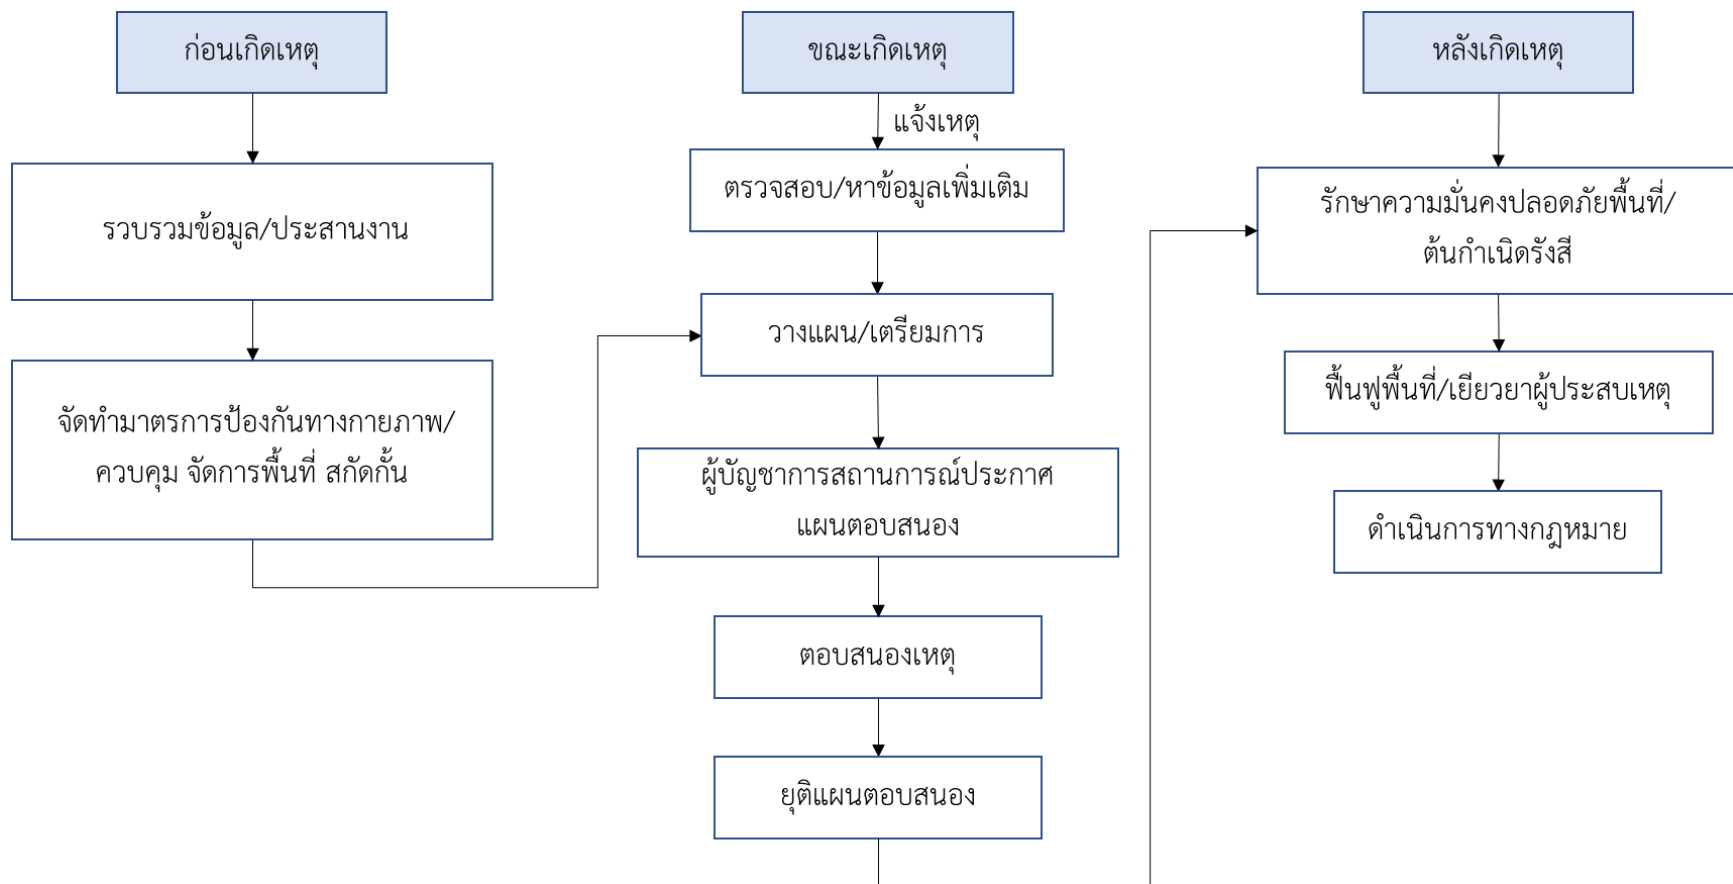 ก่อนเกิดเหตุ
รวบรวมข้อมูล/ประสานงาน
จัดทำมาตรการป้องกันทางกายภาพ/
ควบคุม จัดการพื้นที่ สกัดกั้น
ขณะเกิดเหตุ
แจ้งเหตุ
ตรวจสอบ/หาข้อมูลเพิ่มเติม
วางแผน/เตรียมการ
ผู้บัญชาการสถานการณ์ประกาศ
แผนตอบสนอง
ตอบสนองเหตุ
ยุติแผนตอบสนอง
หลังเกิดเหตุ
รักษาความมั่นคงปลอดภัยพื้นที่/
ต้นกำเนิดรังสี
ฟื้นฟูพื้นที่/เยียวยาผู้ประสบเหตุ
ดำเนินการทางกฎหมาย